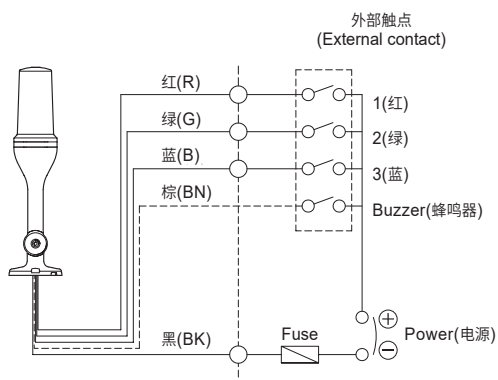 外部触点
(External contact)
红(R)
1(红)
绿(G)
2(绿)
蓝(B)
3(蓝)
棕(BN)
Buzzer(蜂鸣器)
黑(BK)
Fuse
+
Power(电源)
−